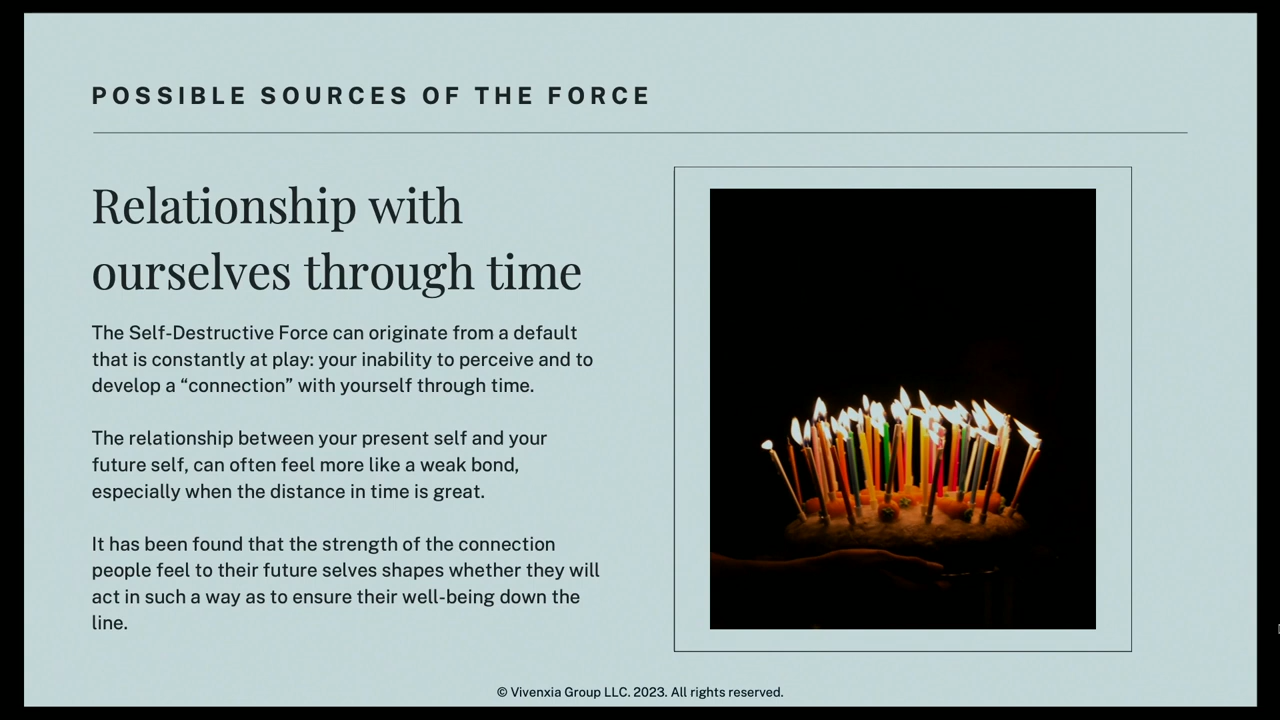 POSSIBLE SOURCES OF THE FORCE
Relationship with
ourselves through time
The Self-Destructive Force can originate from a default
that is constantly at play: your inability to perceive and to
develop a “connection” with yourself through time.
The relationship between your present self and your
future self, can often feel more like a weak bond,
especially when the distance in time is great.
It has been found that the strength of the connection
people feel to their future selves shapes whether they will
act in such a way as to ensure their well-being down the
line.
© Vivenxia Group LLC. 2023. All rights reserved.